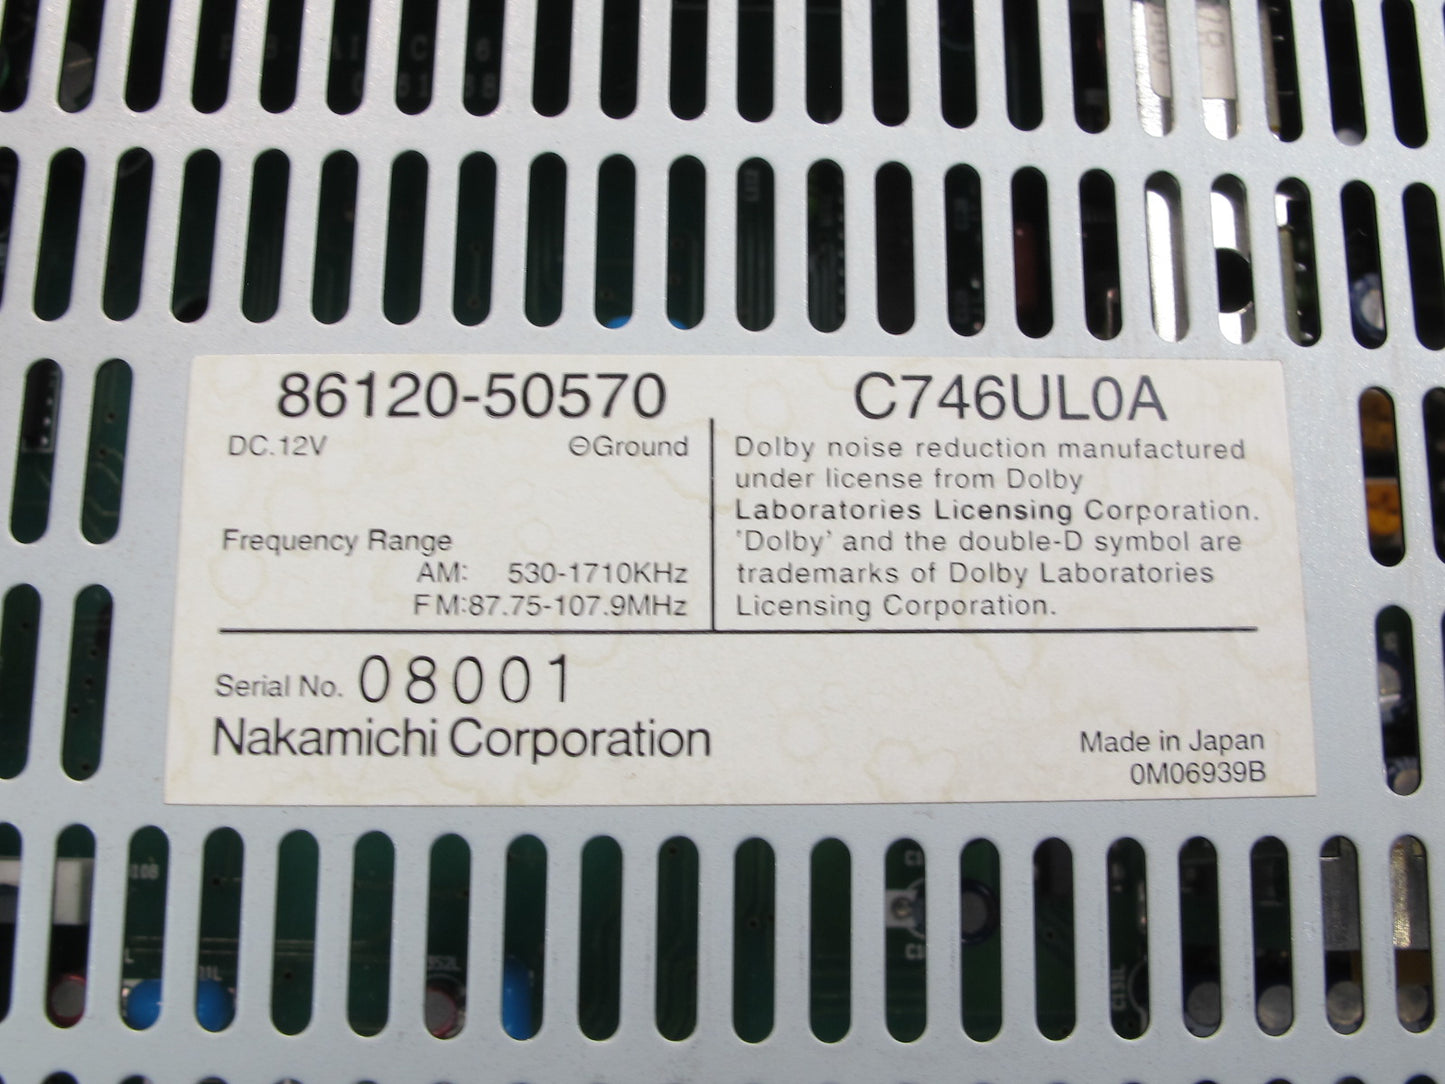 86120-50570
C746UL0A
DC.12V
⊖Ground
Frequency Range
AM: 530-1710KHz
FM:87.75-107.9MHz
Dolby noise reduction manufactured
under license from Dolby
Laboratories Licensing Corporation.
'Dolby' and the double-D symbol are
trademarks of Dolby Laboratories
Licensing Corporation.
Serial No. 08001
Nakamichi Corporation
Made in Japan
0M06939B